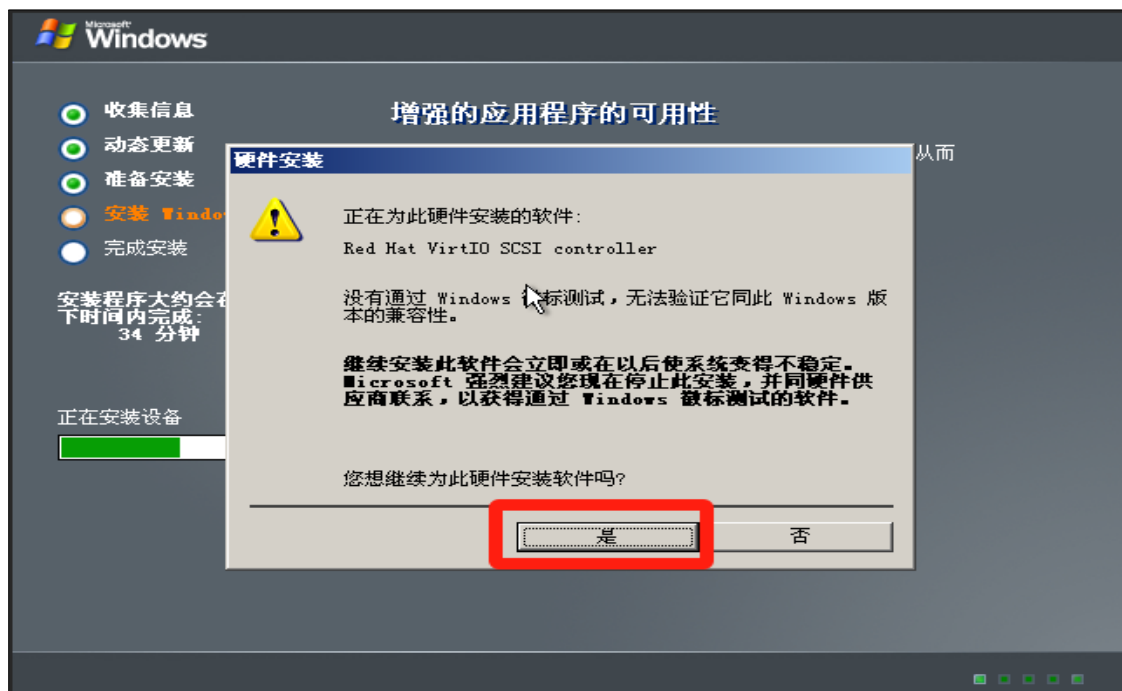 Microsoft
Windows
收集信息
动态更新
准备安装
安装 Windo
完成安装
安装程序大约会在
下时间内完成:
34 分钟
正在安装设备
增强的应用程序的可用性
从而
硬件安装
正在为此硬件安装的软件:
Red Hat VirtIO SCSI controller
没有通过 Windows 徽标测试，无法验证它同此 Windows 版
本的兼容性。
继续安装此软件会立即或在以后使系统变得不稳定。
Microsoft 强烈建议您现在停止此安装，并同硬件供
应商联系，以获得通过 Windows 徽标测试的软件。
您想继续为此硬件安装软件吗?
是
否